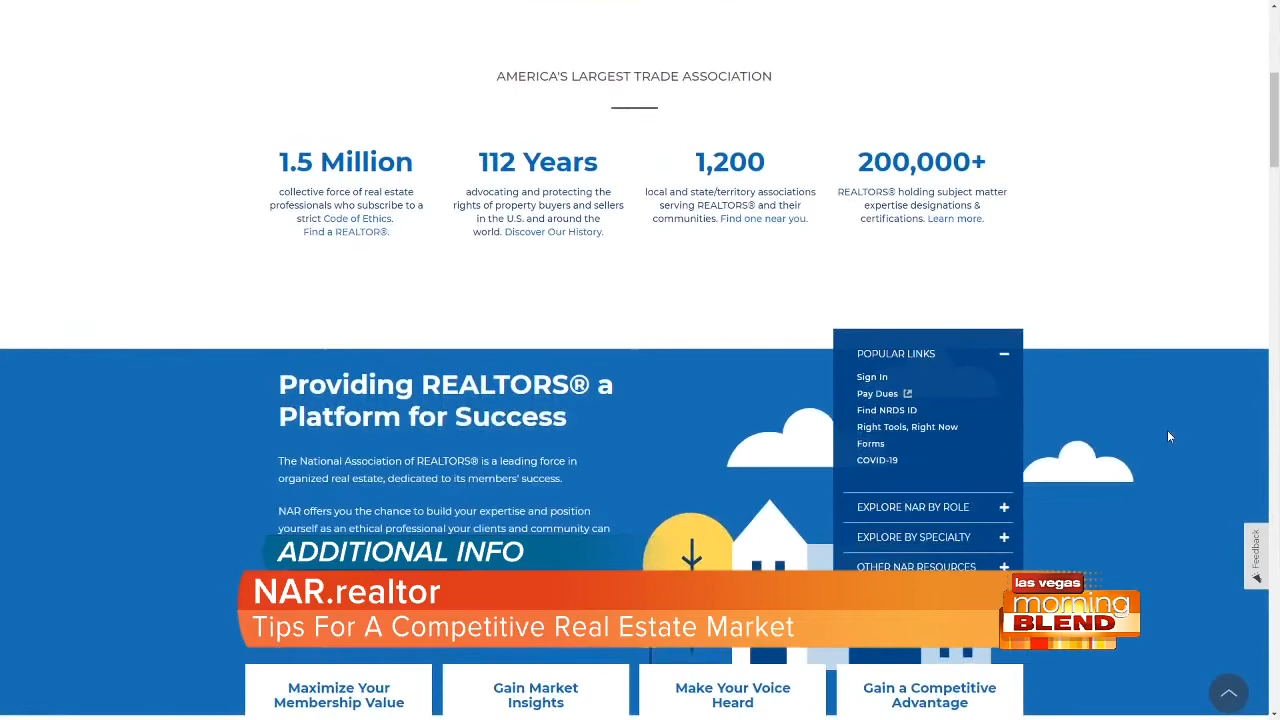 AMERICA'S LARGEST TRADE ASSOCIATION
1.5 Million
collective force of real estate
professionals who subscribe to a
strict Code of Ethics.
Find a REALTOR®.
112 Years
advocating and protecting the
rights of property buyers and sellers
in the U.S. and around the
world. Discover Our History.
1,200
local and state/territory associations
serving REALTORS® and their
communities. Find one near you.
200,000+
REALTORS® holding subject matter
expertise designations &
certifications. Learn more.
Providing REALTORS® a
Platform for Success
The National Association of REALTORS® is a leading force in
organized real estate, dedicated to its members' success.
NAR offers you the chance to build your expertise and position
yourself as an ethical professional your clients and community can
POPULAR LINKS
Sign In
Pay Dues
Find NRDS ID
Right Tools, Right Now
Forms
COVID-19
EXPLORE NAR BY ROLE
EXPLORE BY SPECIALTY
OTHER NAR RESOURCES
Feedback
ADDITIONAL INFO
NAR.realtor
Tips For A Competitive Real Estate Market
las vegas
morning
BLEND
Maximize Your
Membership Value
Gain Market
Insights
Make Your Voice
Heard
Gain a Competitive
Advantage